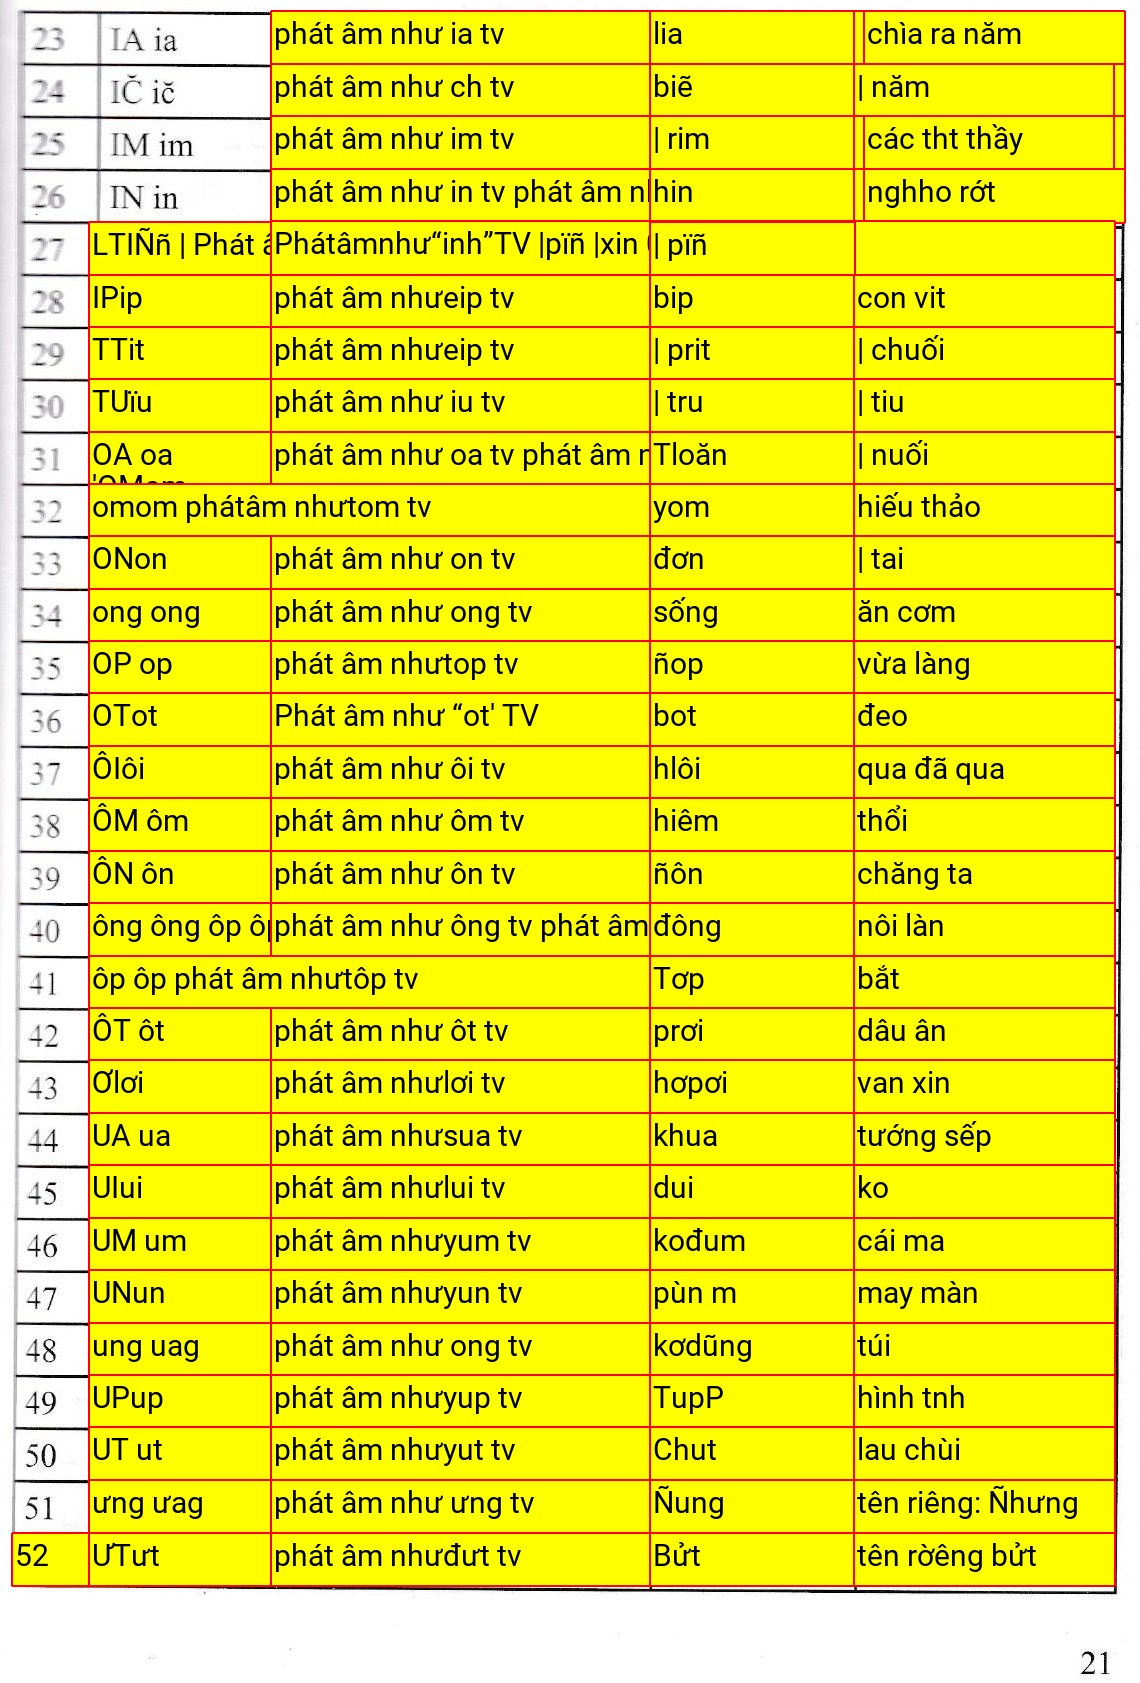 23 IA ia phát âm như ia tv lia chìa ra năm
24 IČ ič phát âm như ch tv biẽ | năm
25 IM im phát âm như im tv | rim các tht thầy
26 IN in phát âm như in tv phát âm nl hin nghho rớt
27 LTIÑñ | Phát â Phátâmnhư“inh”TV |pïñ |xin ( | pïñ
28 IPip phát âm nhưeip tv bip con vit
29 TTit phát âm nhưeip tv | prit | chuối
30 TƯïu phát âm như iu tv | tru | tiu
31 OA oa phát âm như oa tv phát âm n Tloăn | nuối
'OMom
32 omom phátâm nhưtom tv yom hiếu thảo
33 ONon phát âm như on tv đơn | tai
34 ong ong phát âm như ong tv sống ăn cơm
35 OP op phát âm nhưtop tv ñop vừa làng
36 OTot Phát âm như “ot' TV bot đeo
37 ÔIôi phát âm như ôi tv hlôi qua đã qua
38 ÔM ôm phát âm như ôm tv hiêm thổi
39 ÔN ôn phát âm như ôn tv ñôn chăng ta
40 ông ông ôp ôp phát âm như ông tv phát âm đông nôi làn
41 ôp ôp phát âm nhưtôp tv Tơp bắt
42 ÔT ôt phát âm như ôt tv prơi dâu ân
43 Ơlơi phát âm nhưlơi tv hơpơi van xin
44 UA ua phát âm nhưsua tv khua tướng sếp
45 UIui phát âm nhưlui tv dui ko
46 UM um phát âm nhưyum tv kođum cái ma
47 UNun phát âm nhưyun tv pùn m may màn
48 ung uag phát âm như ong tv kơdũng túi
49 UPup phát âm nhưyup tv TupP hình tnh
50 UT ut phát âm nhưyut tv Chut lau chùi
51 ưng ưag phát âm như ưng tv Ñung tên riêng: Ñhưng
52 ƯTưt phát âm nhưđưt tv Bửt tên rờêng bửt
21